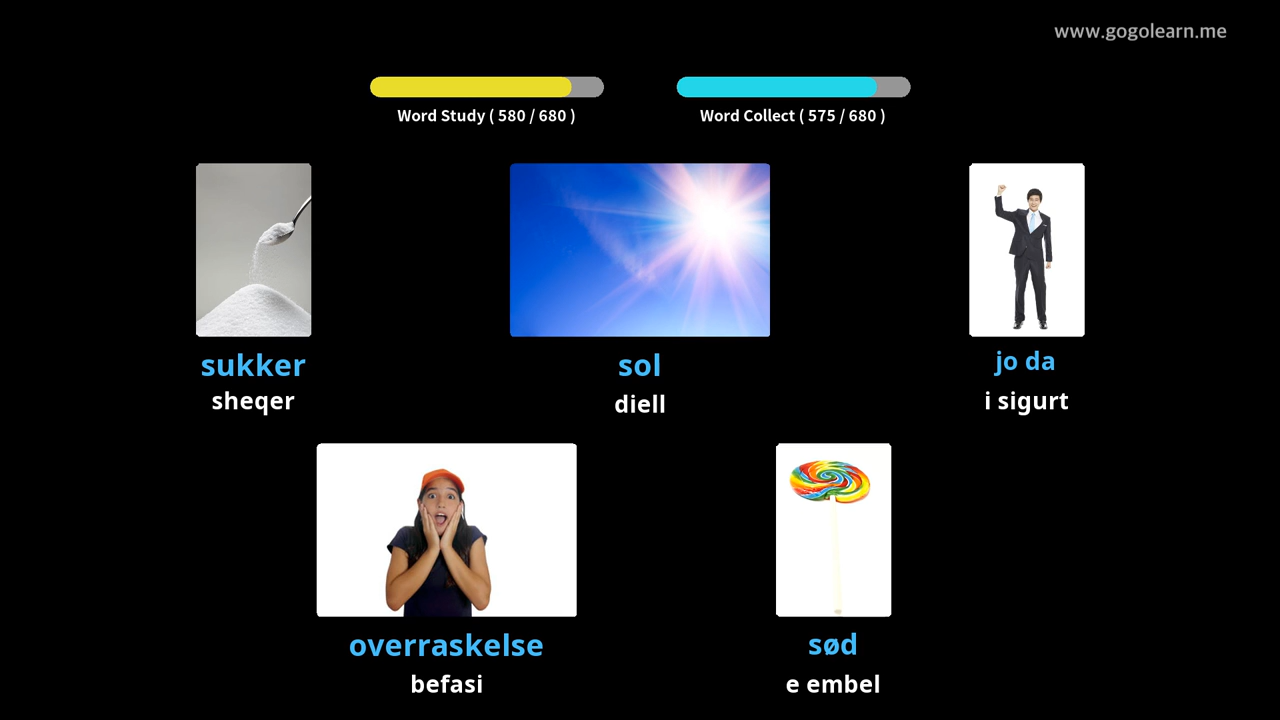 www.gogolearn.me
Word Study ( 580 / 680 )
Word Collect ( 575 / 680 )
sukker
sheqer
sol
diell
jo da
i sigurt
overraskelse
befasi
sød
e embel